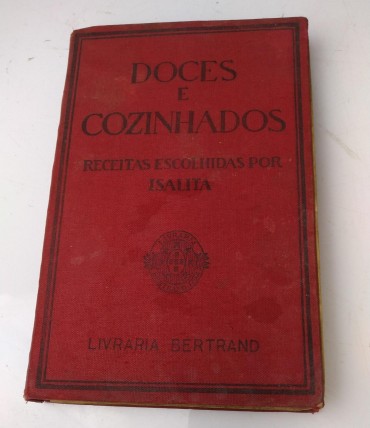 DOCES
E
COZINHADOS
RECEITAS ESCOLHIDAS POR
ISALITA
LIVRARIA BERTRAND